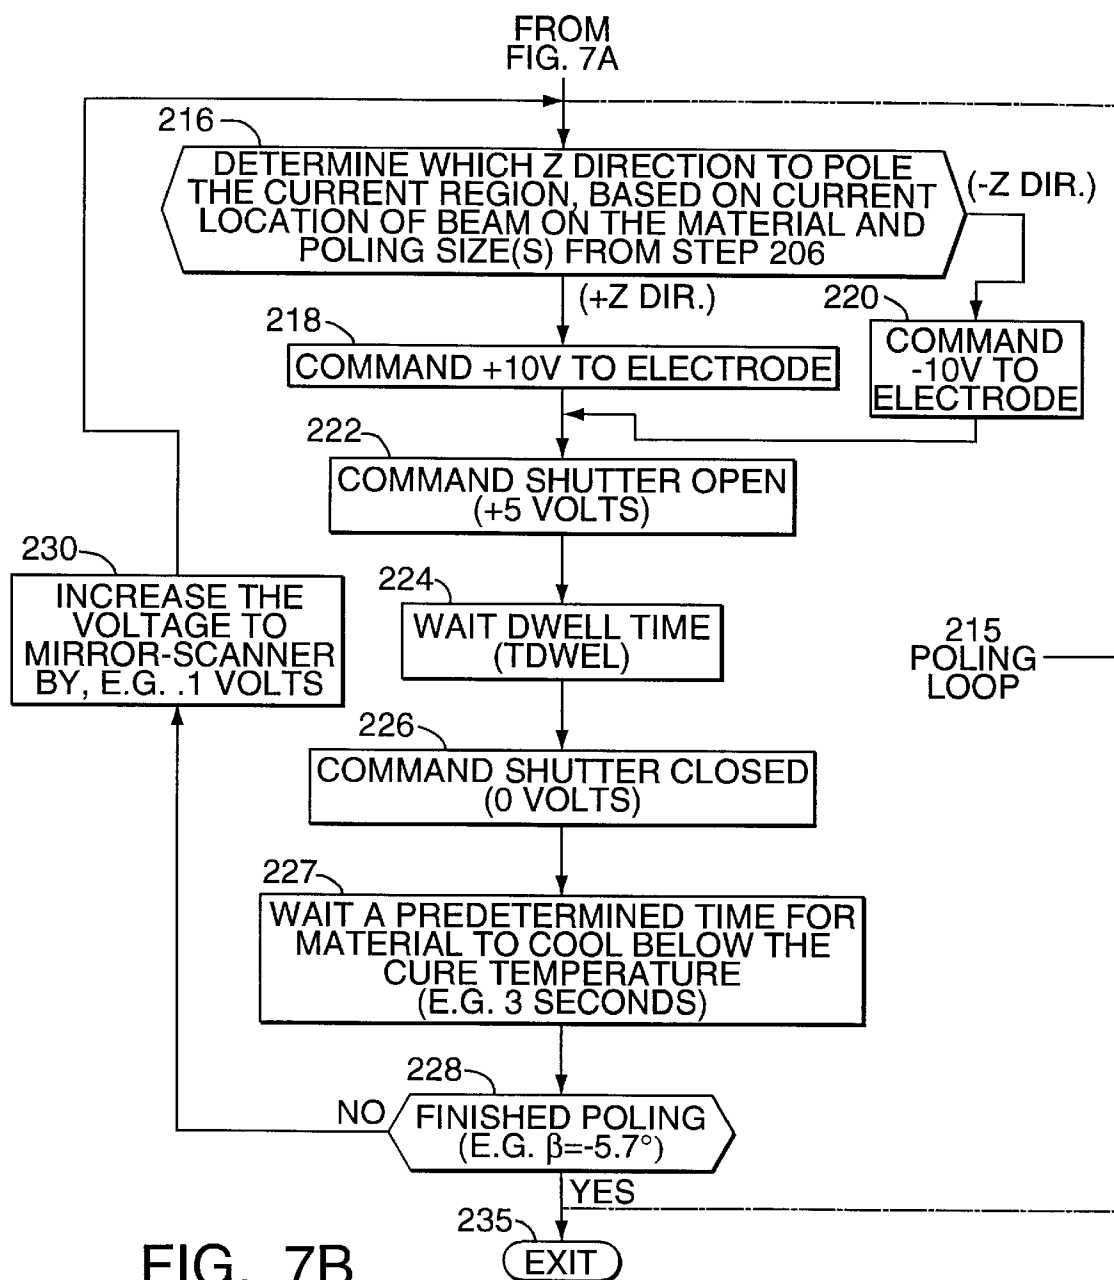 FROM
FIG. 7A
216
DETERMINE WHICH Z DIRECTION TO POLE
THE CURRENT REGION, BASED ON CURRENT
LOCATION OF BEAM ON THE MATERIAL AND
POLING SIZE(S) FROM STEP 206
(-Z DIR.)
(+Z DIR.)
218
COMMAND +10V TO ELECTRODE
220
COMMAND
-10V TO
ELECTRODE
222
COMMAND SHUTTER OPEN
(+5 VOLTS)
230
INCREASE THE
VOLTAGE TO
MIRROR-SCANNER
BY, E.G. .1 VOLTS
224
WAIT DWELL TIME
(TDWEL)
215
POLING
LOOP
226
COMMAND SHUTTER CLOSED
(0 VOLTS)
227
WAIT A PREDETERMINED TIME FOR
MATERIAL TO COOL BELOW THE
CURE TEMPERATURE
(E.G. 3 SECONDS)
228
NO
FINISHED POLING
(E.G. β=-5.7°)
YES
235
EXIT
FIG. 7B